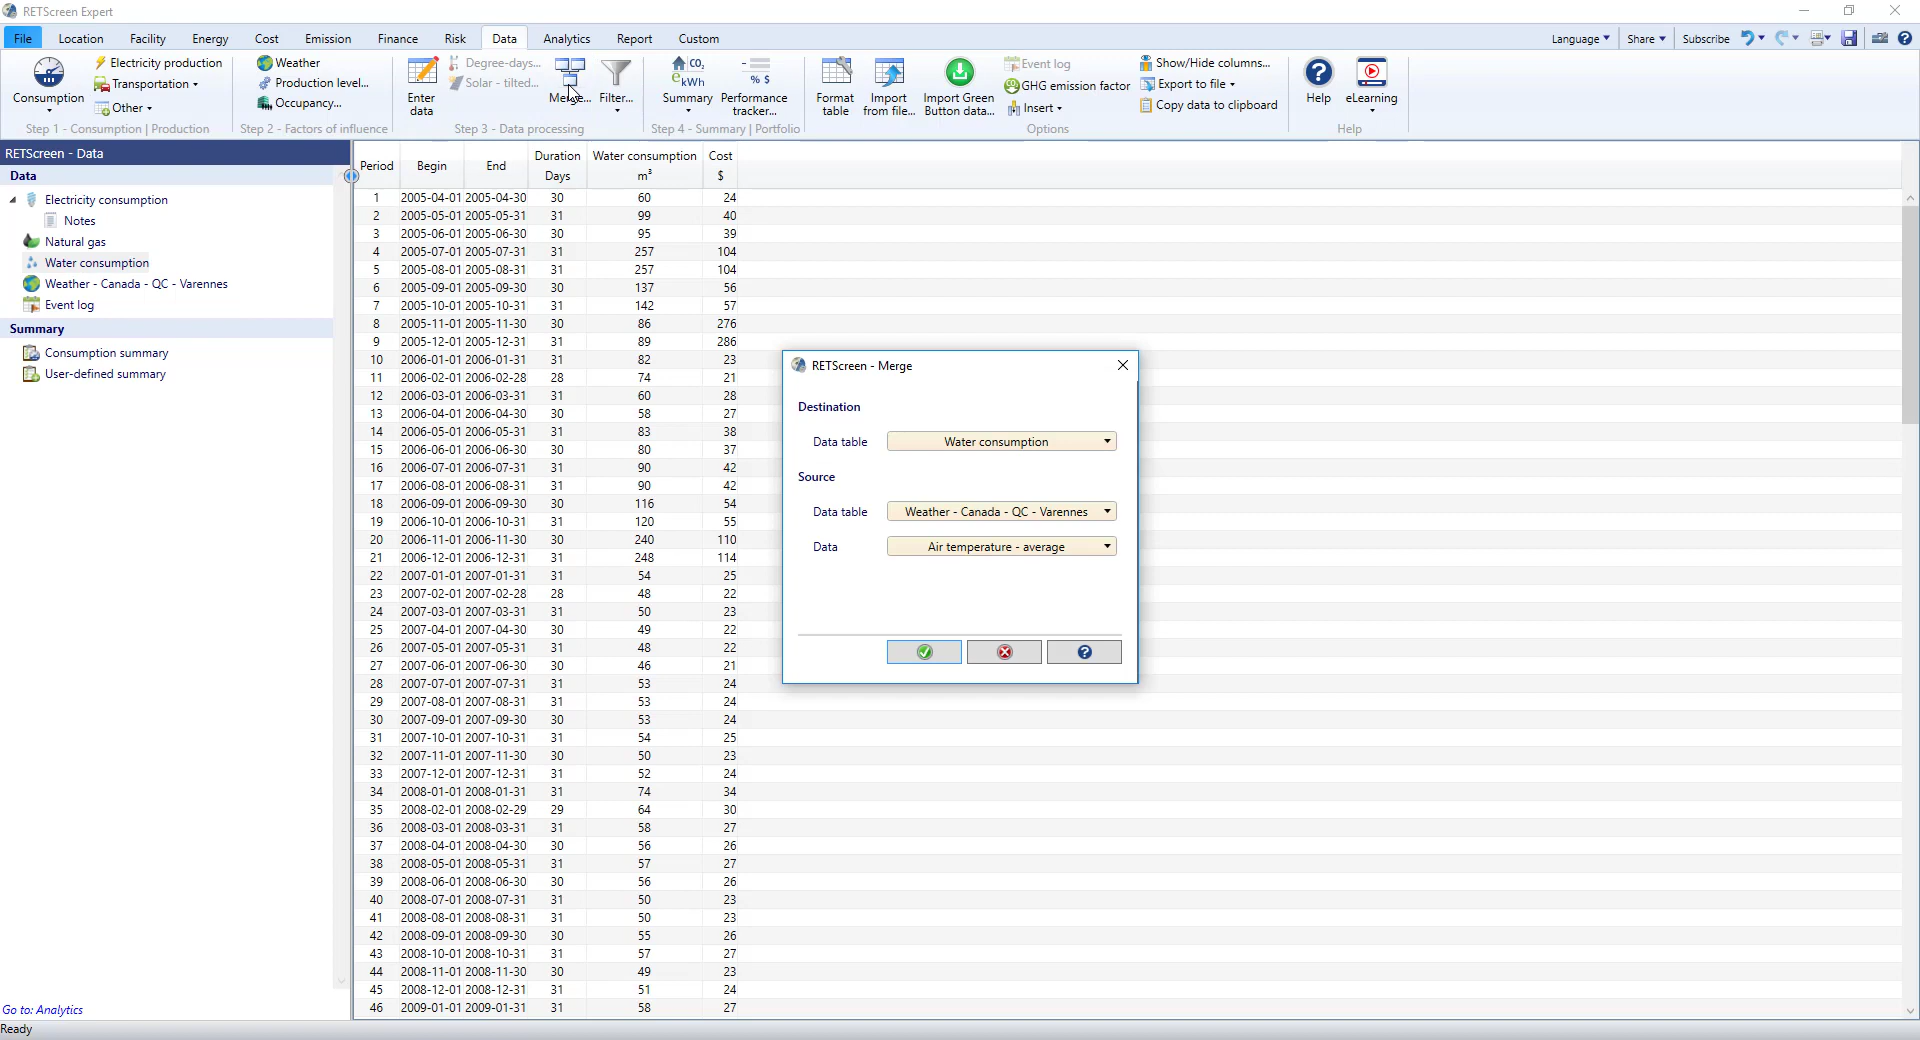 RETScreen Expert
File Location Facility Energy Cost Emission Finance Risk Data Analytics Report Custom Language Share Subscribe
Consumption
Electricity production
Transportation
Other
Step 1 - Consumption | Production
Weather
Production level...
Occupancy...
Step 2 - Factors of influence
Enter data
Degree-days...
Solar - tilted...
Merge...
Filter...
Step 3 - Data processing
Summary
Performance tracker...
Step 4 - Summary | Portfolio
Format table
Import from file...
Import Green Button data...
Event log
GHG emission factor
Insert
Show/Hide columns...
Export to file
Copy data to clipboard
Options
Help
eLearning
Help
RETScreen - Data
Data
Electricity consumption
Notes
Natural gas
Water consumption
Weather - Canada - QC - Varennes
Event log
Summary
Consumption summary
User-defined summary
Go to: Analytics
Ready
Period Begin End Duration Water consumption Cost
Days m³ $
1 2005-04-01 2005-04-30 30 60 24
2 2005-05-01 2005-05-31 31 99 40
3 2005-06-01 2005-06-30 30 95 39
4 2005-07-01 2005-07-31 31 257 104
5 2005-08-01 2005-08-31 31 257 104
6 2005-09-01 2005-09-30 30 137 56
7 2005-10-01 2005-10-31 31 142 57
8 2005-11-01 2005-11-30 30 86 276
9 2005-12-01 2005-12-31 31 89 286
10 2006-01-01 2006-01-31 31 82 23
11 2006-02-01 2006-02-28 28 74 21
12 2006-03-01 2006-03-31 31 60 28
13 2006-04-01 2006-04-30 30 58 27
14 2006-05-01 2006-05-31 31 83 38
15 2006-06-01 2006-06-30 30 80 37
16 2006-07-01 2006-07-31 31 90 42
17 2006-08-01 2006-08-31 31 90 42
18 2006-09-01 2006-09-30 30 116 54
19 2006-10-01 2006-10-31 31 120 55
20 2006-11-01 2006-11-30 30 240 110
21 2006-12-01 2006-12-31 31 248 114
22 2007-01-01 2007-01-31 31 54 25
23 2007-02-01 2007-02-28 28 48 22
24 2007-03-01 2007-03-31 31 50 23
25 2007-04-01 2007-04-30 30 49 22
26 2007-05-01 2007-05-31 31 48 22
27 2007-06-01 2007-06-30 30 46 21
28 2007-07-01 2007-07-31 31 53 24
29 2007-08-01 2007-08-31 31 53 24
30 2007-09-01 2007-09-30 30 53 24
31 2007-10-01 2007-10-31 31 54 25
32 2007-11-01 2007-11-30 30 50 23
33 2007-12-01 2007-12-31 31 52 24
34 2008-01-01 2008-01-31 31 74 34
35 2008-02-01 2008-02-29 29 64 30
36 2008-03-01 2008-03-31 31 58 27
37 2008-04-01 2008-04-30 30 56 26
38 2008-05-01 2008-05-31 31 57 27
39 2008-06-01 2008-06-30 30 56 26
40 2008-07-01 2008-07-31 31 50 23
41 2008-08-01 2008-08-31 31 50 23
42 2008-09-01 2008-09-30 30 55 26
43 2008-10-01 2008-10-31 31 57 27
44 2008-11-01 2008-11-30 30 49 23
45 2008-12-01 2008-12-31 31 51 24
46 2009-01-01 2009-01-31 31 58 27
RETScreen - Merge
Destination
Data table Water consumption
Source
Data table Weather - Canada - QC - Varennes
Data Air temperature - average